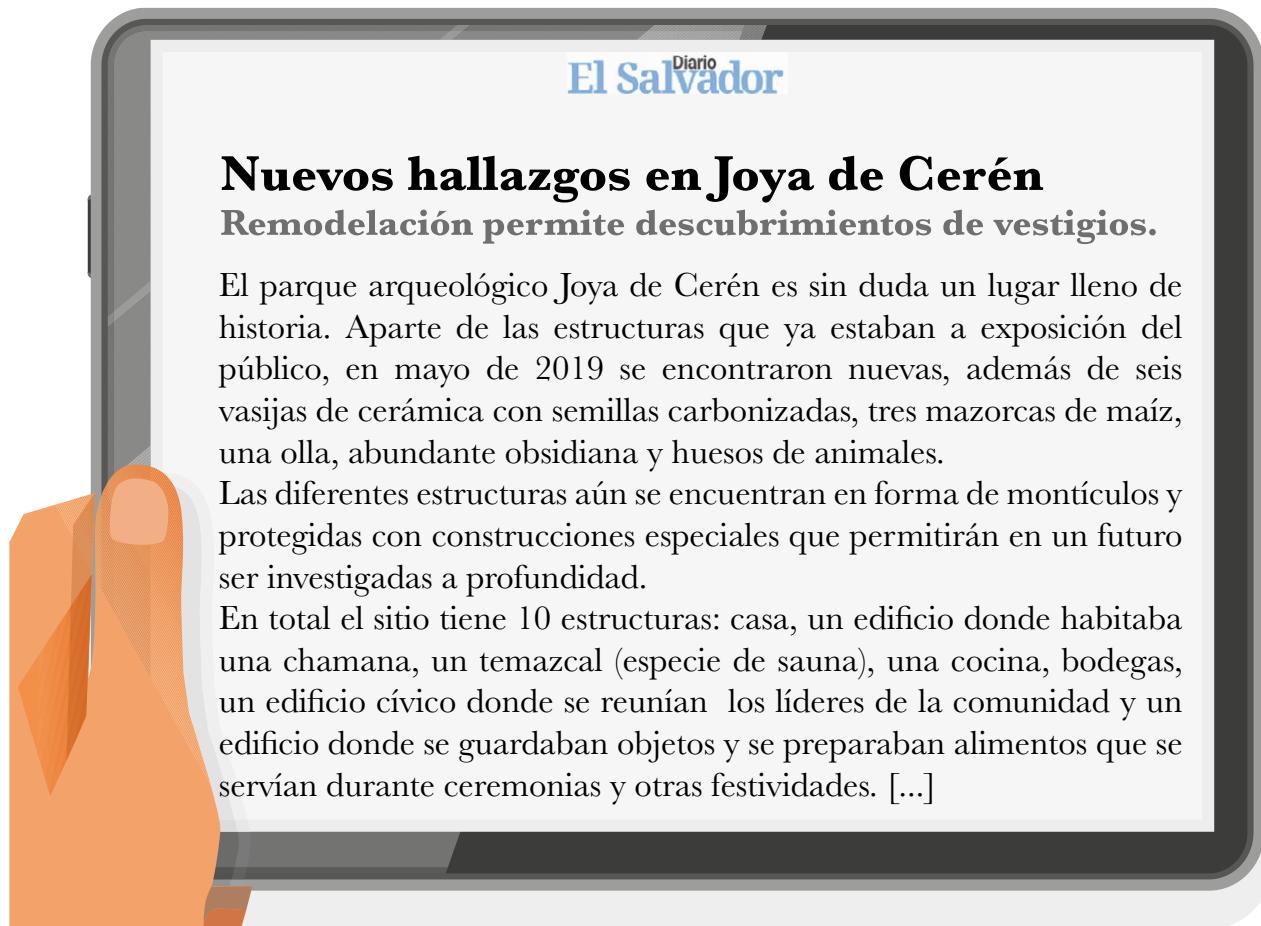 Diario
El Salvador
Nuevos hallazgos en Joya de Cerén
Remodelación permite descubrimientos de vestigios.
El parque arqueológico Joya de Cerén es sin duda un lugar lleno de
historia. Aparte de las estructuras que ya estaban a exposición del
público, en mayo de 2019 se encontraron nuevas, además de seis
vasijas de cerámica con semillas carbonizadas, tres mazorcas de maíz,
una olla, abundante obsidiana y huesos de animales.
Las diferentes estructuras aún se encuentran en forma de montículos y
protegidas con construcciones especiales que permitirán en un futuro
ser investigadas a profundidad.
En total el sitio tiene 10 estructuras: casa, un edificio donde habitaba
una chamana, un temazcal (especie de sauna), una cocina, bodegas,
un edificio cívico donde se reunían los líderes de la comunidad y un
edificio donde se guardaban objetos y se preparaban alimentos que se
servían durante ceremonias y otras festividades. [...]